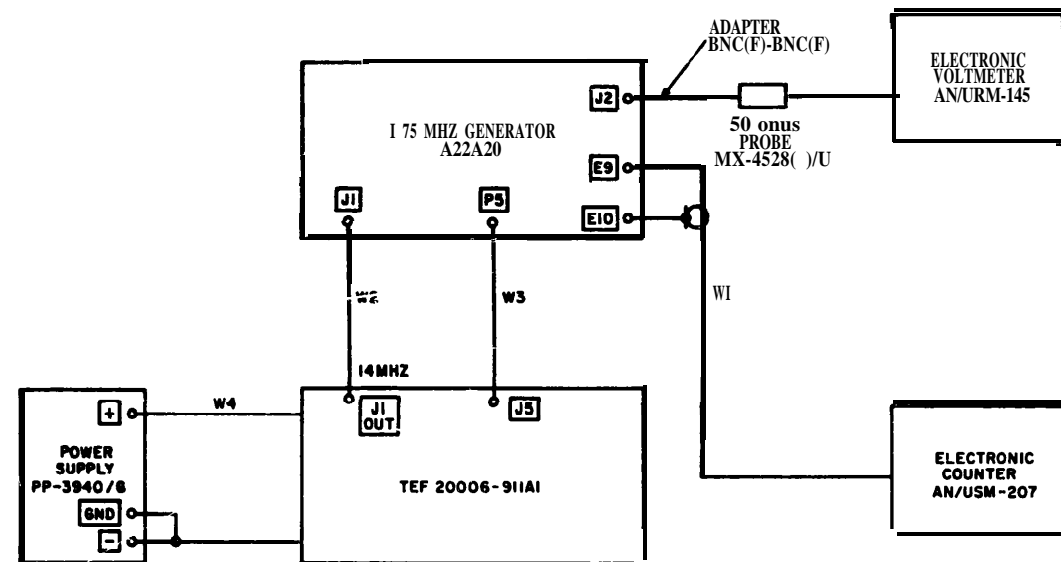 ADAPTER
BNC(F)-BNC(F)
ELECTRONIC
VOLTMETER
AN/URM-145
J2
I 75 MHZ GENERATOR
A22A20
50 onus
PROBE
MX-4528( )/U
E9
J1
P5
E10
W2
W3
WI
14MHZ
W4
+
J1
OUT
J5
POWER
SUPPLY
PP-3940/G
TEF 20006-911A1
ELECTRONIC
COUNTER
AN/USM-207
GND
-